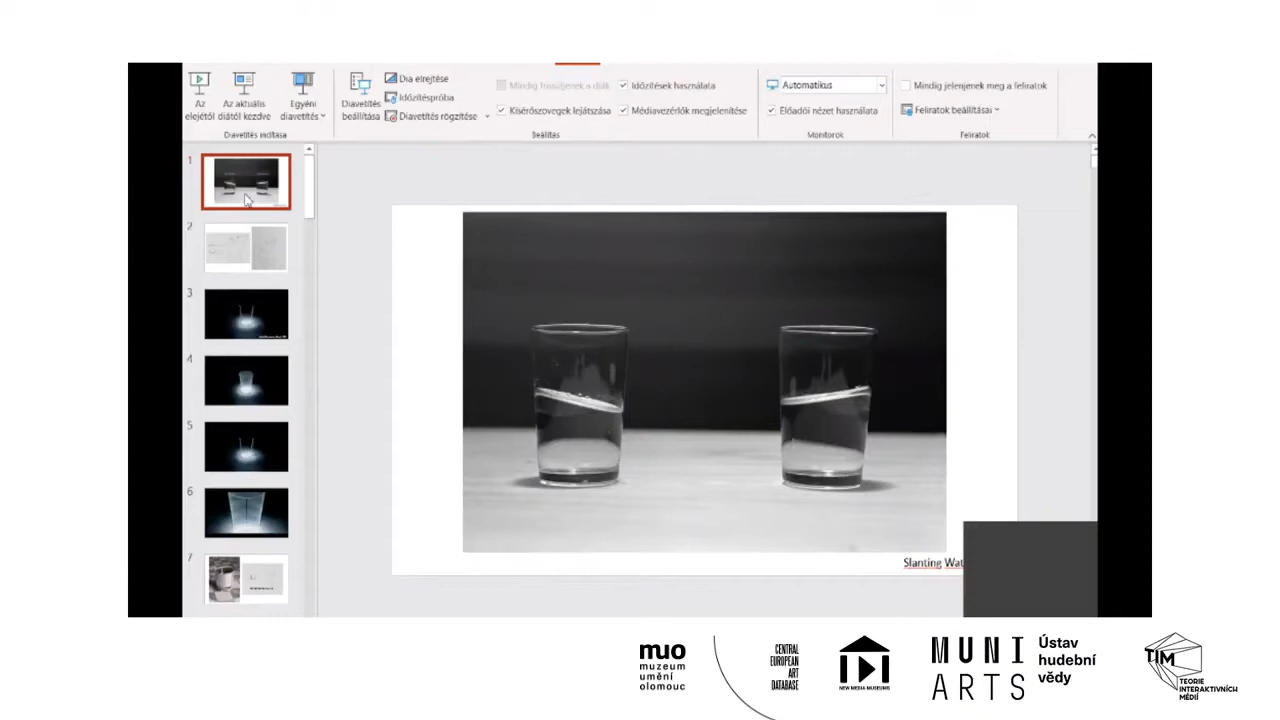 Az
elejétől
Az aktuális
diától kezdve
Egyéni
diavetítés
Diavetítés indítása
Diavetítés
beállítása
Dia elrejtése
Időzítéspróba
Diavetítés rögzítése
Mindig frissüljenek a diák
Időzítések használata
Kísérőszövegek lejátszása
Médiavezérlők megjelenítése
Beállítás
Automatikus
Előadói nézet használata
Monitorok
Mindig jelenjenek meg a feliratok
Feliratok beállításai
Feliratok
1
2
3
4
5
6
7
Slanting Wat
muo
muzeum
umění
olomouc
CENTRAL
EUROPEAN
ART
DATABASE
NEW MEDIA MUSEUMS
MUNI
ARTS
Ústav
hudební
vědy
TIM
TEORIE
INTERAKTIVNÍCH
MÉDIÍ